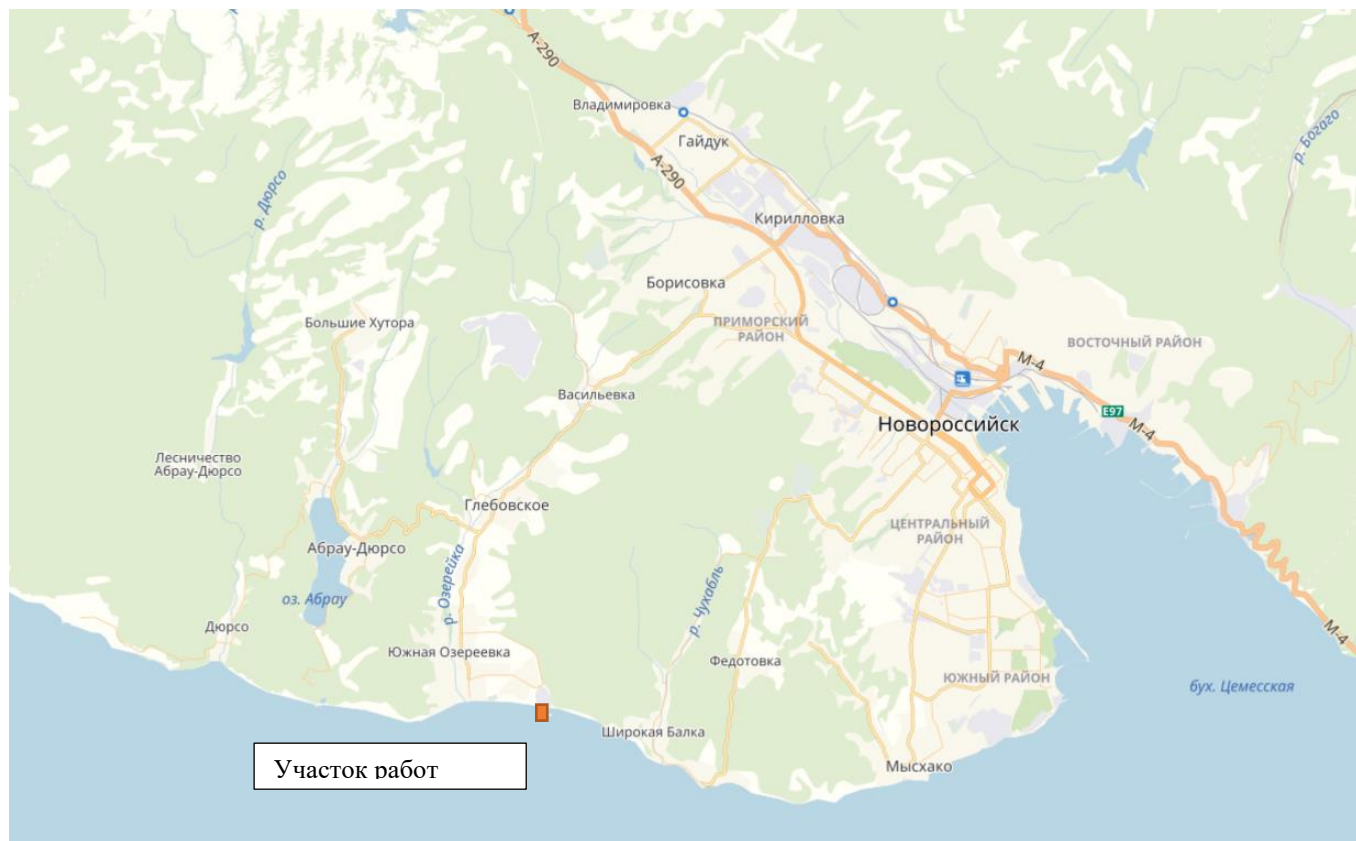 А-290
Владимировка
Гайдук
р. Богаго
А-290
р. Дюрсо
Кирилловка
Борисовка
Большие Хутора
ПРИМОРСКИЙ
РАЙОН
ВОСТОЧНЫЙ РАЙОН
М-4
Васильевка
E97
М-4
Новороссийск
Лесничество
Абрау-Дюрсо
Глебовское
ЦЕНТРАЛЬНЫЙ
РАЙОН
Абрау-Дюрсо
р. Озерейка
р. Чухабль
оз. Абрау
Дюрсо
М-4
Южная Озереевка
Федотовка
ЮЖНЫЙ РАЙОН
бух. Цемесская
Широкая Балка
Мысхако
Участок работ